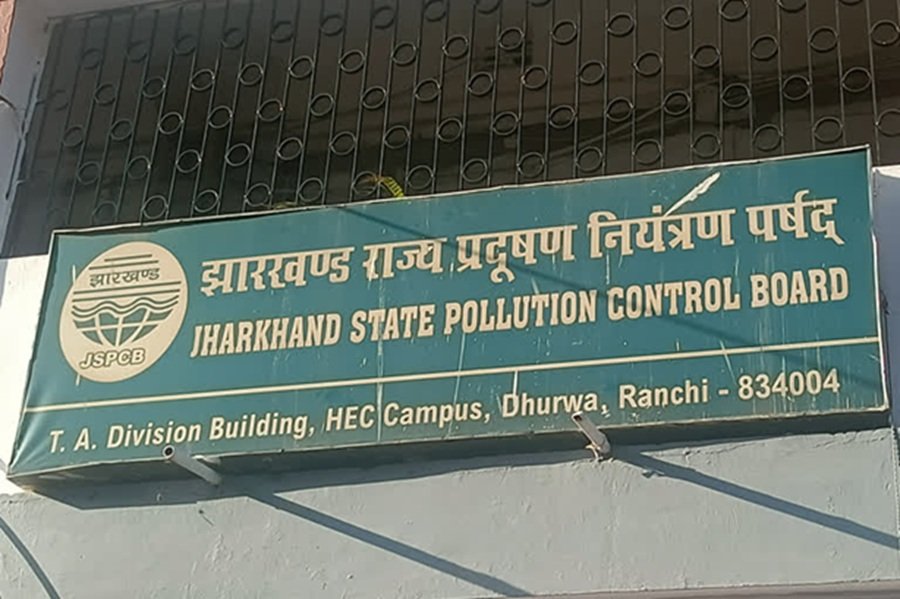 झारखण्ड
JSPCB
झारखण्ड राज्य प्रदूषण नियंत्रण पर्षद्
JHARKHAND STATE POLLUTION CONTROL BOARD
T. A. Division Building, HEC Campus, Dhurwa, Ranchi - 834004